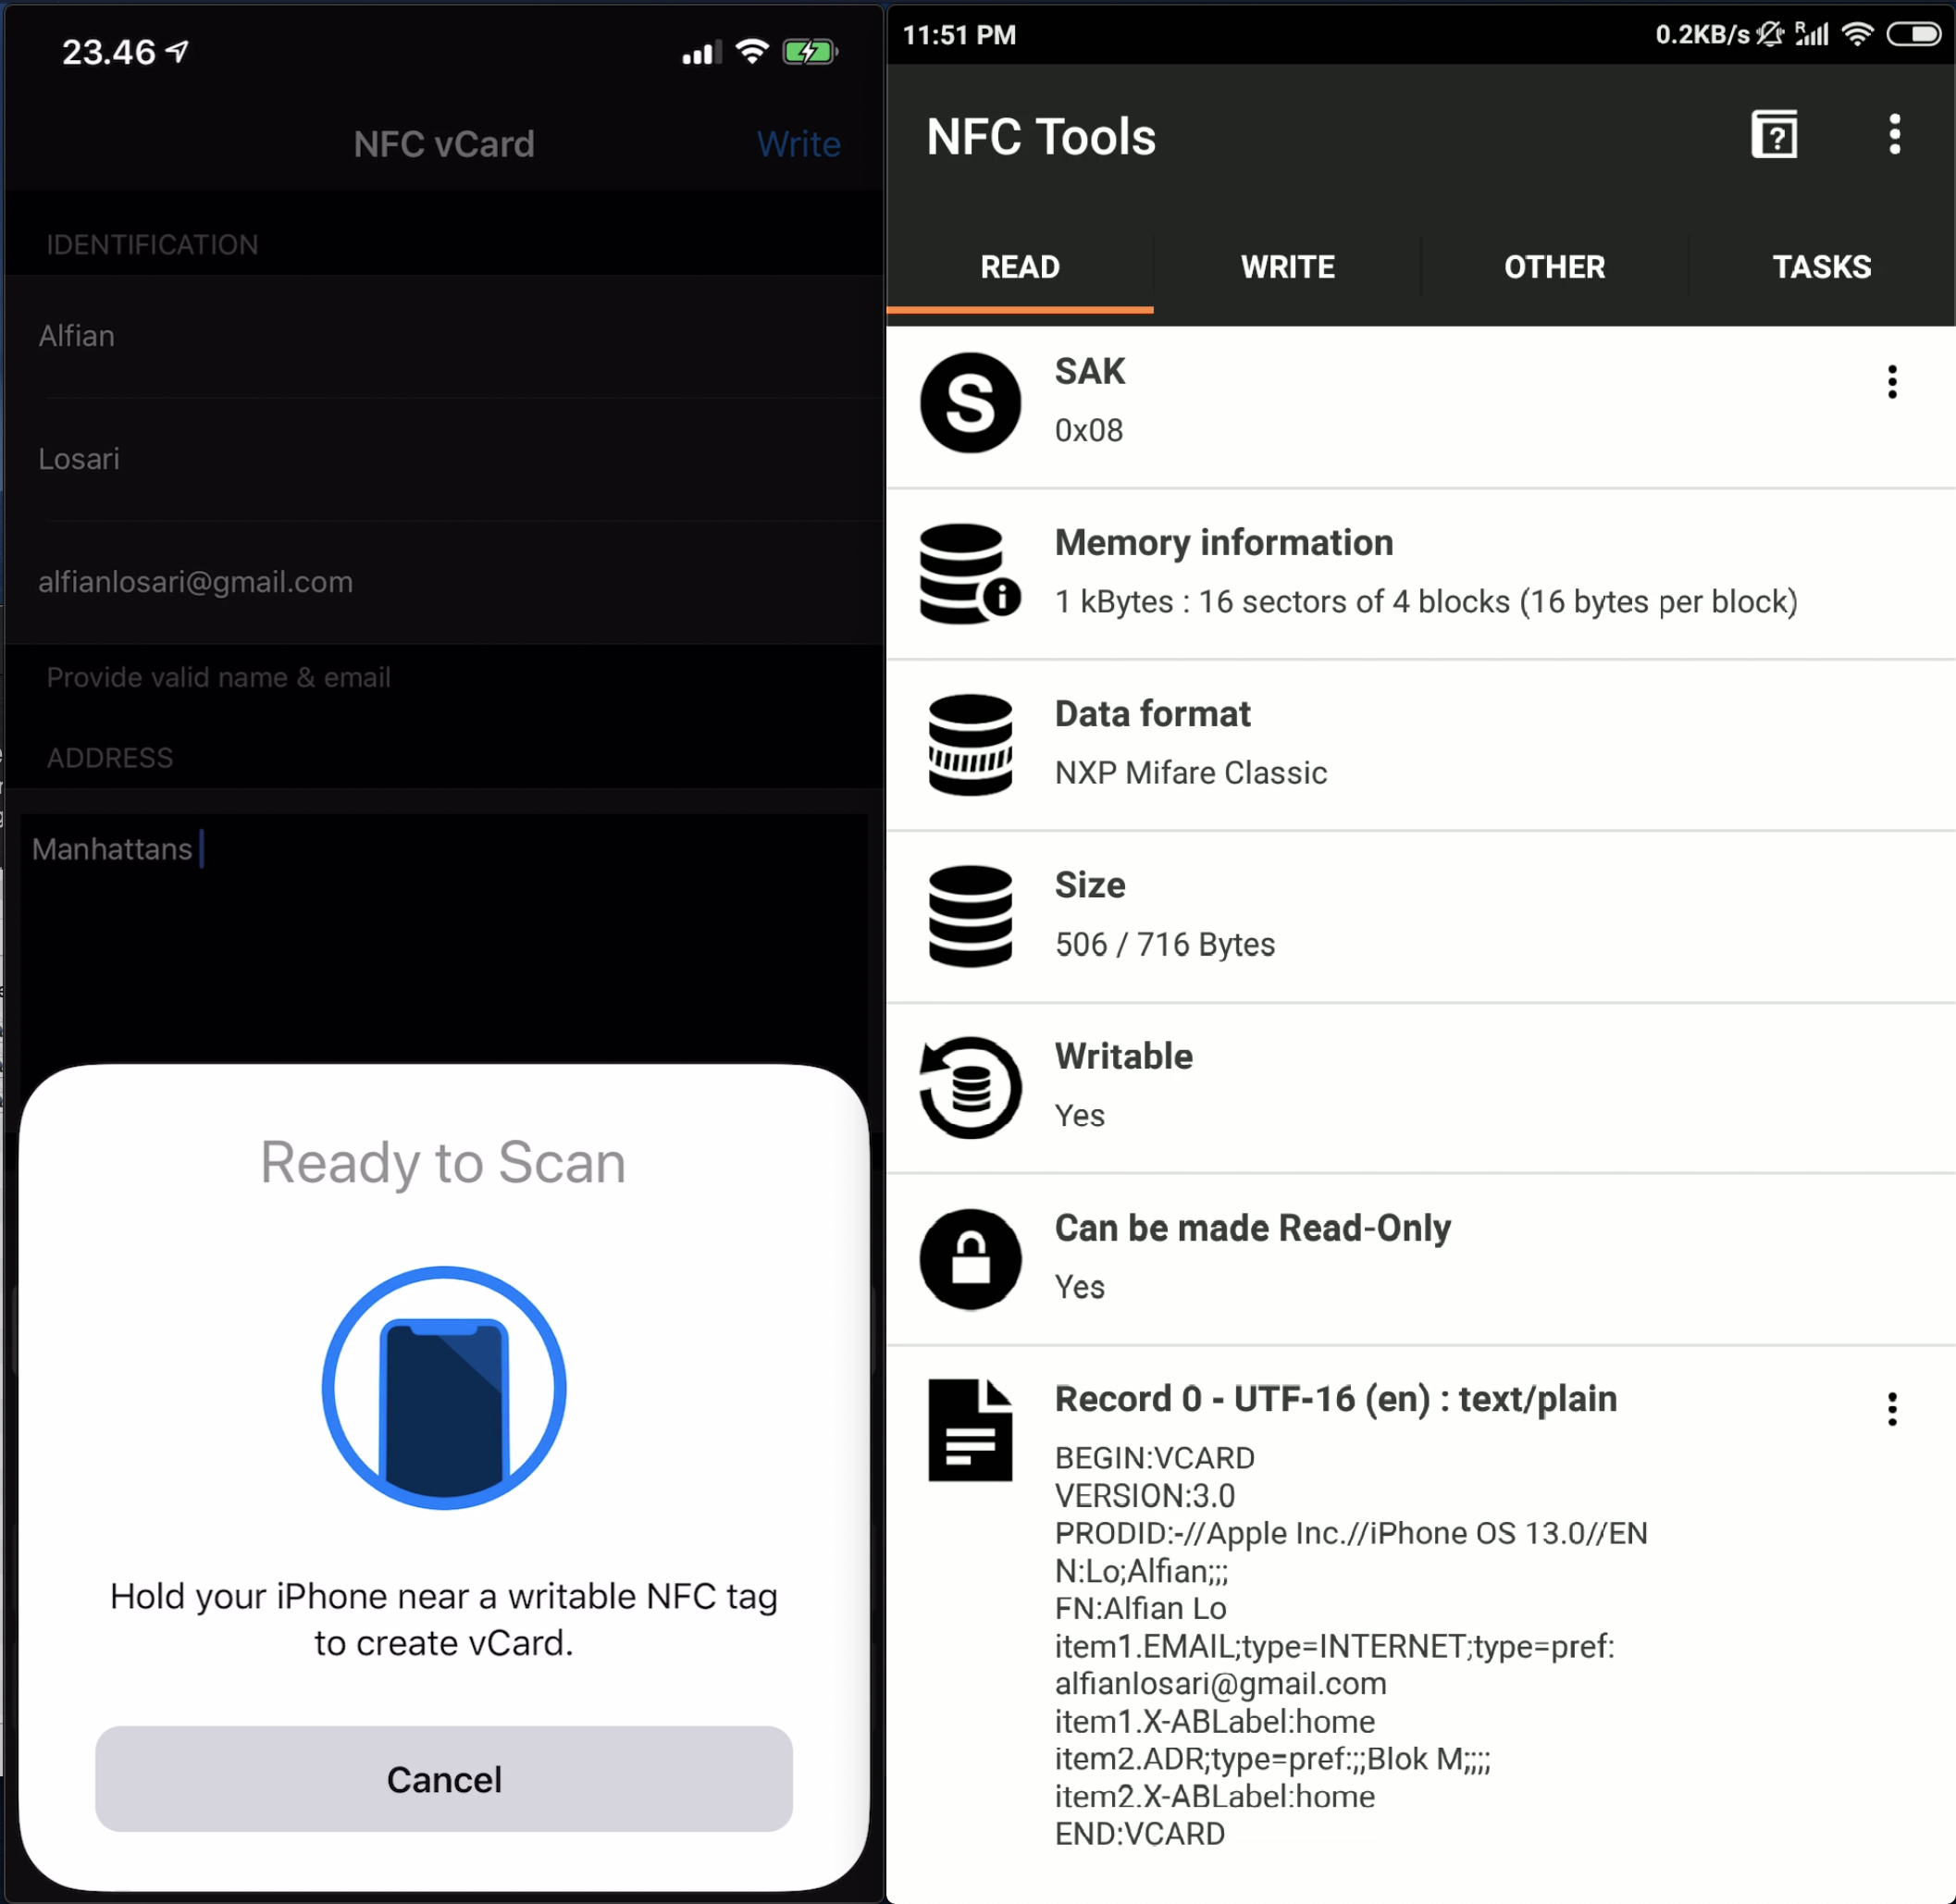 23.46
NFC vCard
Write
IDENTIFICATION
Alfian
Losari
alfianlosari@gmail.com
Provide valid name & email
ADDRESS
Manhattans
Ready to Scan
Hold your iPhone near a writable NFC tag
to create vCard.
Cancel
11:51 PM
0.2KB/s
R
NFC Tools
READ
WRITE
OTHER
TASKS
S
SAK
0x08
Memory information
1 kBytes : 16 sectors of 4 blocks (16 bytes per block)
Data format
NXP Mifare Classic
Size
506 / 716 Bytes
Writable
Yes
Can be made Read-Only
Yes
Record 0 - UTF-16 (en) : text/plain
BEGIN:VCARD
VERSION:3.0
PRODID:-//Apple Inc.//iPhone OS 13.0//EN
N:Lo;Alfian;;;
FN:Alfian Lo
item1.EMAIL;type=INTERNET;type=pref:
alfianlosari@gmail.com
item1.X-ABLabel:home
item2.ADR;type=pref:;;Blok M;;;;
item2.X-ABLabel:home
END:VCARD